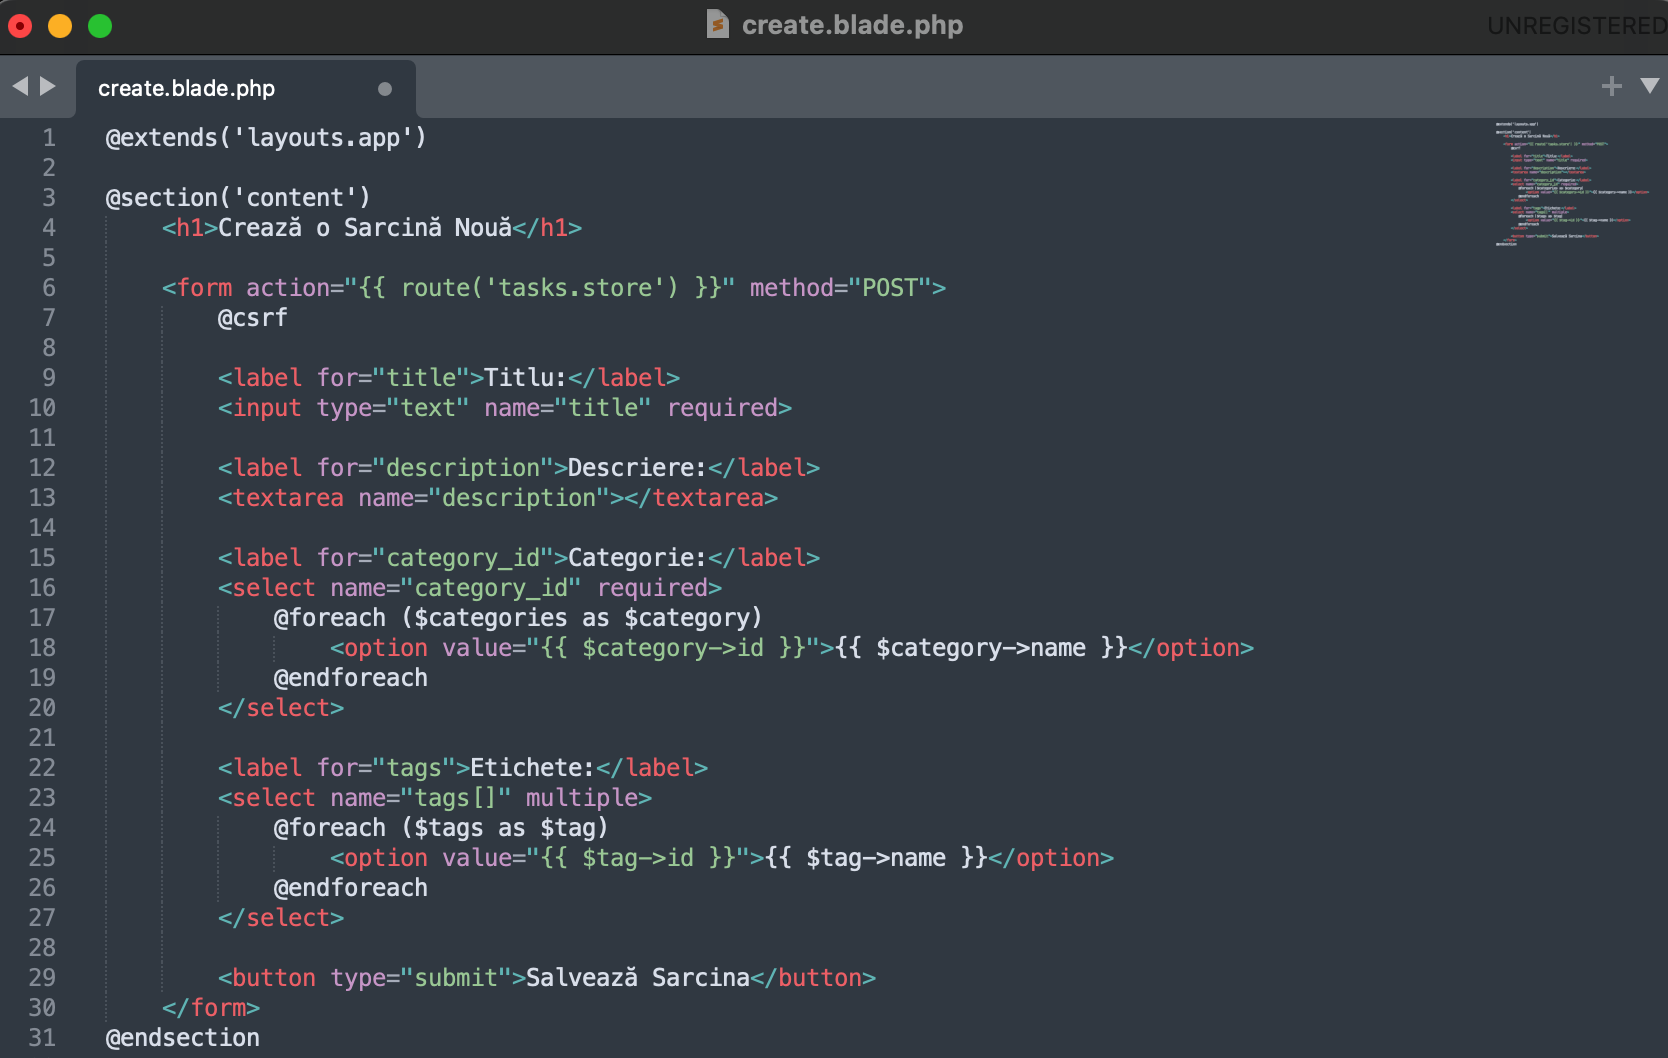 create.blade.php
UNREGISTERED
create.blade.php
1 @extends('layouts.app')
2
3 @section('content')
4     <h1>Crează o Sarcină Nouă</h1>
5
6     <form action="{{ route('tasks.store') }}" method="POST">
7         @csrf
8
9         <label for="title">Titlu:</label>
10         <input type="text" name="title" required>
11
12         <label for="description">Descriere:</label>
13         <textarea name="description"></textarea>
14
15         <label for="category_id">Categorie:</label>
16         <select name="category_id" required>
17             @foreach ($categories as $category)
18                 <option value="{{ $category->id }}">{{ $category->name }}</option>
19             @endforeach
20         </select>
21
22         <label for="tags">Etichete:</label>
23         <select name="tags[]" multiple>
24             @foreach ($tags as $tag)
25                 <option value="{{ $tag->id }}">{{ $tag->name }}</option>
26             @endforeach
27         </select>
28
29         <button type="submit">Salvează Sarcina</button>
30     </form>
31 @endsection